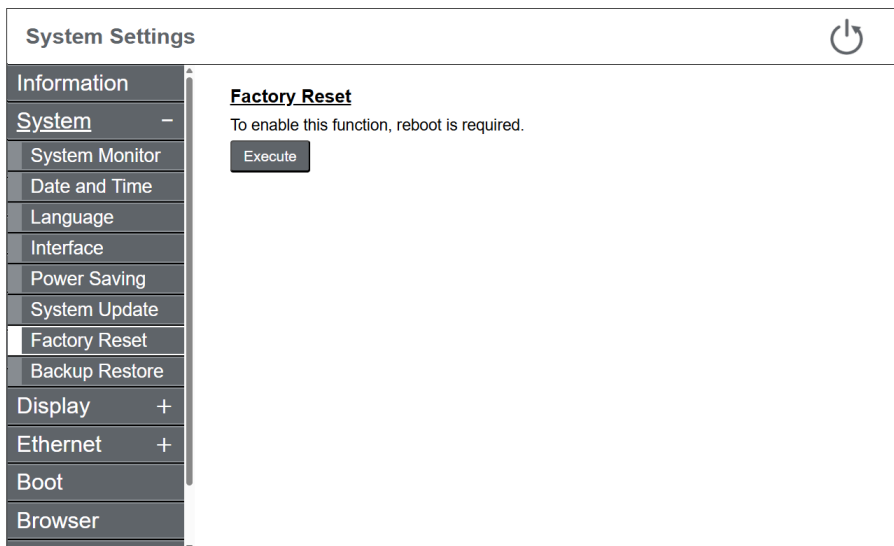 System Settings
Information
System −
System Monitor
Date and Time
Language
Interface
Power Saving
System Update
Factory Reset
Backup Restore
Display +
Ethernet +
Boot
Browser
Factory Reset
To enable this function, reboot is required.
Execute